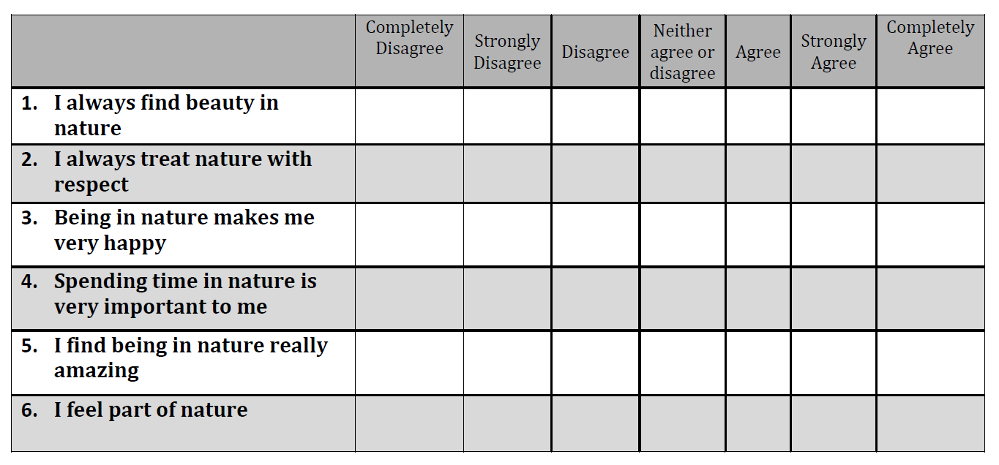 Completely
Disagree
Strongly
Disagree
Disagree
Neither
agree or
disagree
Agree
Strongly
Agree
Completely
Agree
1. I always find beauty in
nature
2. I always treat nature with
respect
3. Being in nature makes me
very happy
4. Spending time in nature is
very important to me
5. I find being in nature really
amazing
6. I feel part of nature